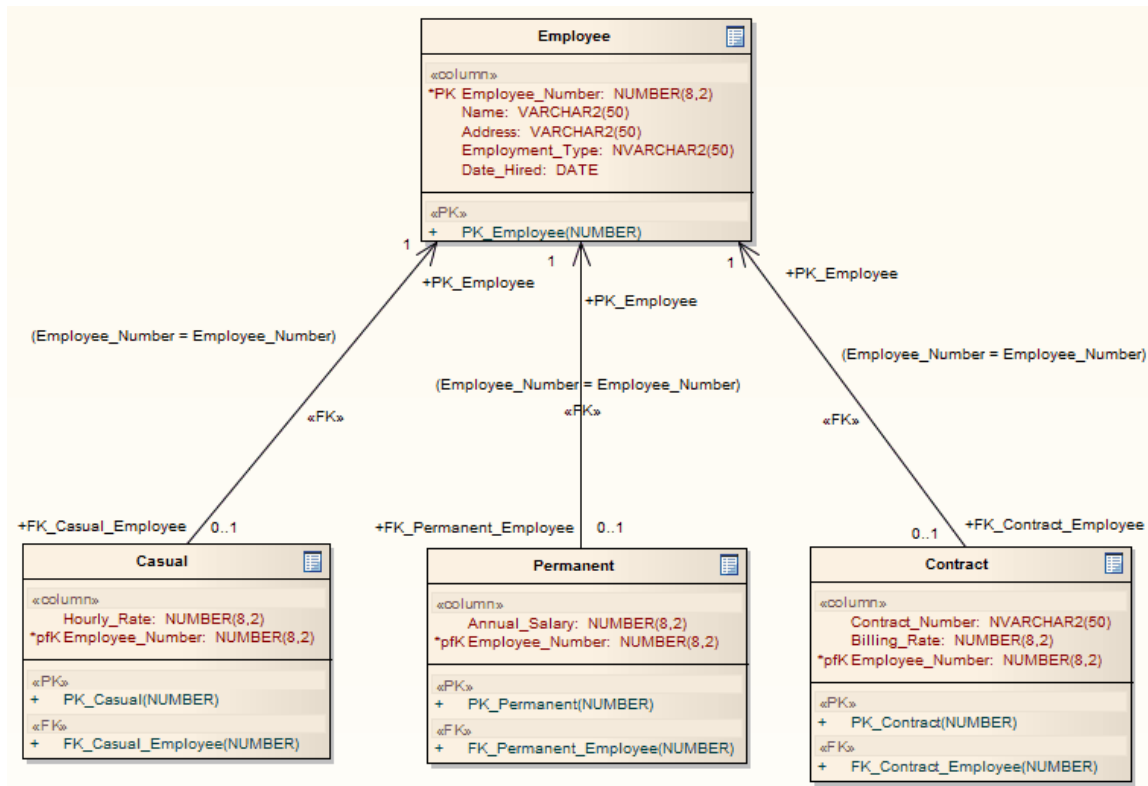 Employee
«column»
*PK Employee_Number: NUMBER(8,2)
Name: VARCHAR2(50)
Address: VARCHAR2(50)
Employment_Type: NVARCHAR2(50)
Date_Hired: DATE
«PK»
+ PK_Employee(NUMBER)
1
1
1
+PK_Employee
+PK_Employee
+PK_Employee
(Employee_Number = Employee_Number)
(Employee_Number = Employee_Number)
(Employee_Number = Employee_Number)
«FK»
«FK»
«FK»
+FK_Casual_Employee 0..1
+FK_Permanent_Employee 0..1
+FK_Contract_Employee
0..1
Casual
«column»
Hourly_Rate: NUMBER(8,2)
*pfK Employee_Number: NUMBER(8,2)
«PK»
+ PK_Casual(NUMBER)
«FK»
+ FK_Casual_Employee(NUMBER)
Permanent
«column»
Annual_Salary: NUMBER(8,2)
*pfK Employee_Number: NUMBER(8,2)
«PK»
+ PK_Permanent(NUMBER)
«FK»
+ FK_Permanent_Employee(NUMBER)
Contract
«column»
Contract_Number: NVARCHAR2(50)
Billing_Rate: NUMBER(8,2)
*pfK Employee_Number: NUMBER(8,2)
«PK»
+ PK_Contract(NUMBER)
«FK»
+ FK_Contract_Employee(NUMBER)